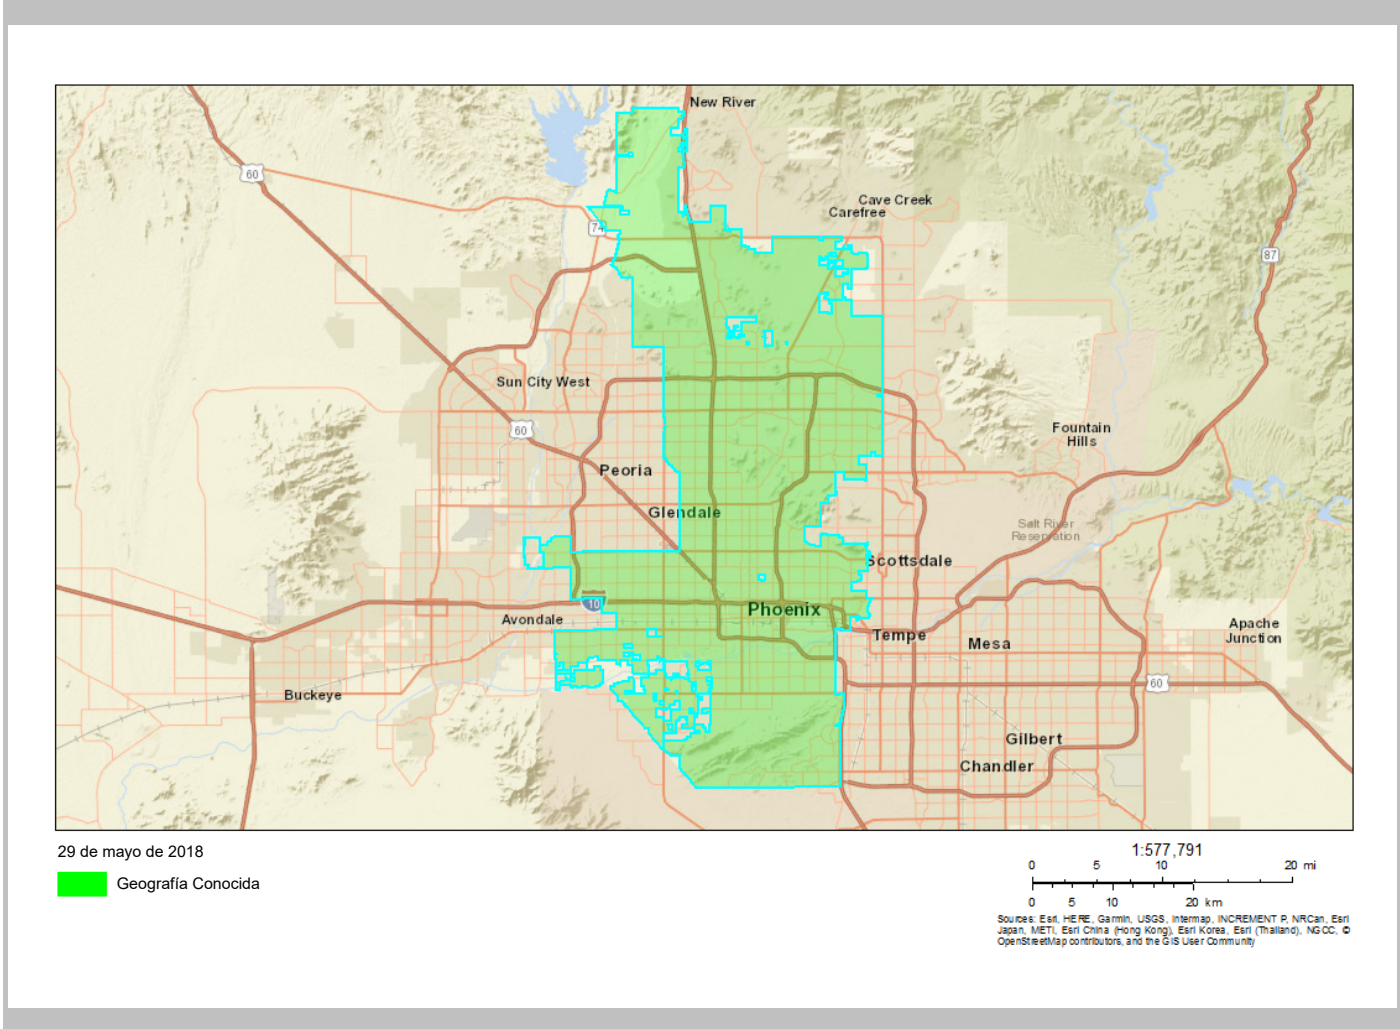 New River
60
Cave Creek
Carefree
74
87
Sun City West
60
Fountain
Hills
Peoria
Glendale
Salt River
Reservation
Scottsdale
10
Phoenix
Avondale
Tempe
Mesa
Apache
Junction
60
Buckeye
Gilbert
Chandler
29 de mayo de 2018
Geografía Conocida
1:577,791
0 5 10 20 mi
0 5 10 20 km
Sources: Esri, HERE, Garmin, USGS, Intermap, INCREMENT P, NRCan, Esri
Japan, METI, Esri China (Hong Kong), Esri Korea, Esri (Thailand), NGCC, ©
OpenStreetMap contributors, and the GIS User Community